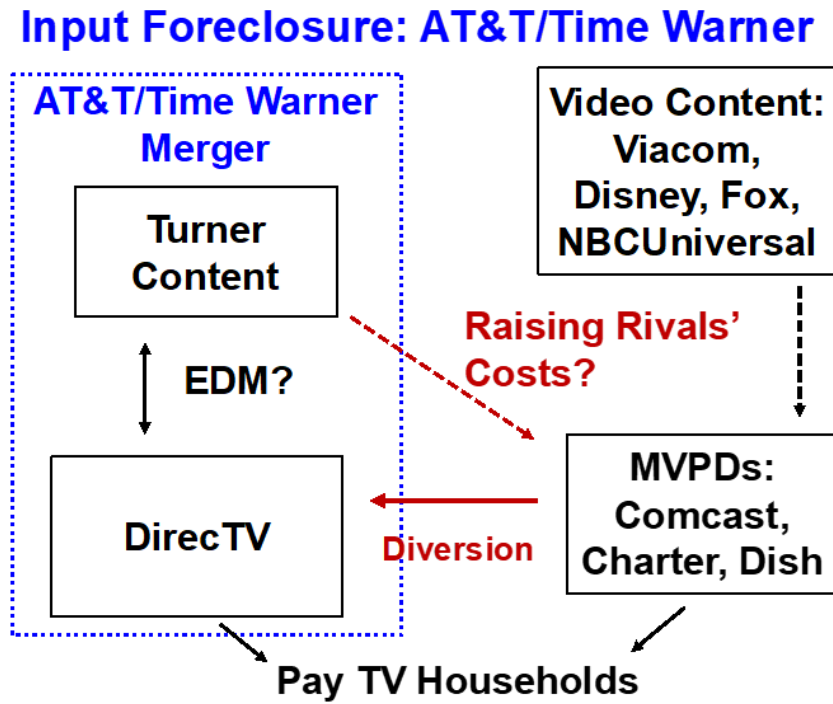 Input Foreclosure: AT&T/Time Warner
AT&T/Time Warner
Merger
Turner
Content
EDM?
DirecTV
Video Content:
Viacom,
Disney, Fox,
NBCUniversal
Raising Rivals’
Costs?
MVPDs:
Comcast,
Charter, Dish
Diversion
Pay TV Households